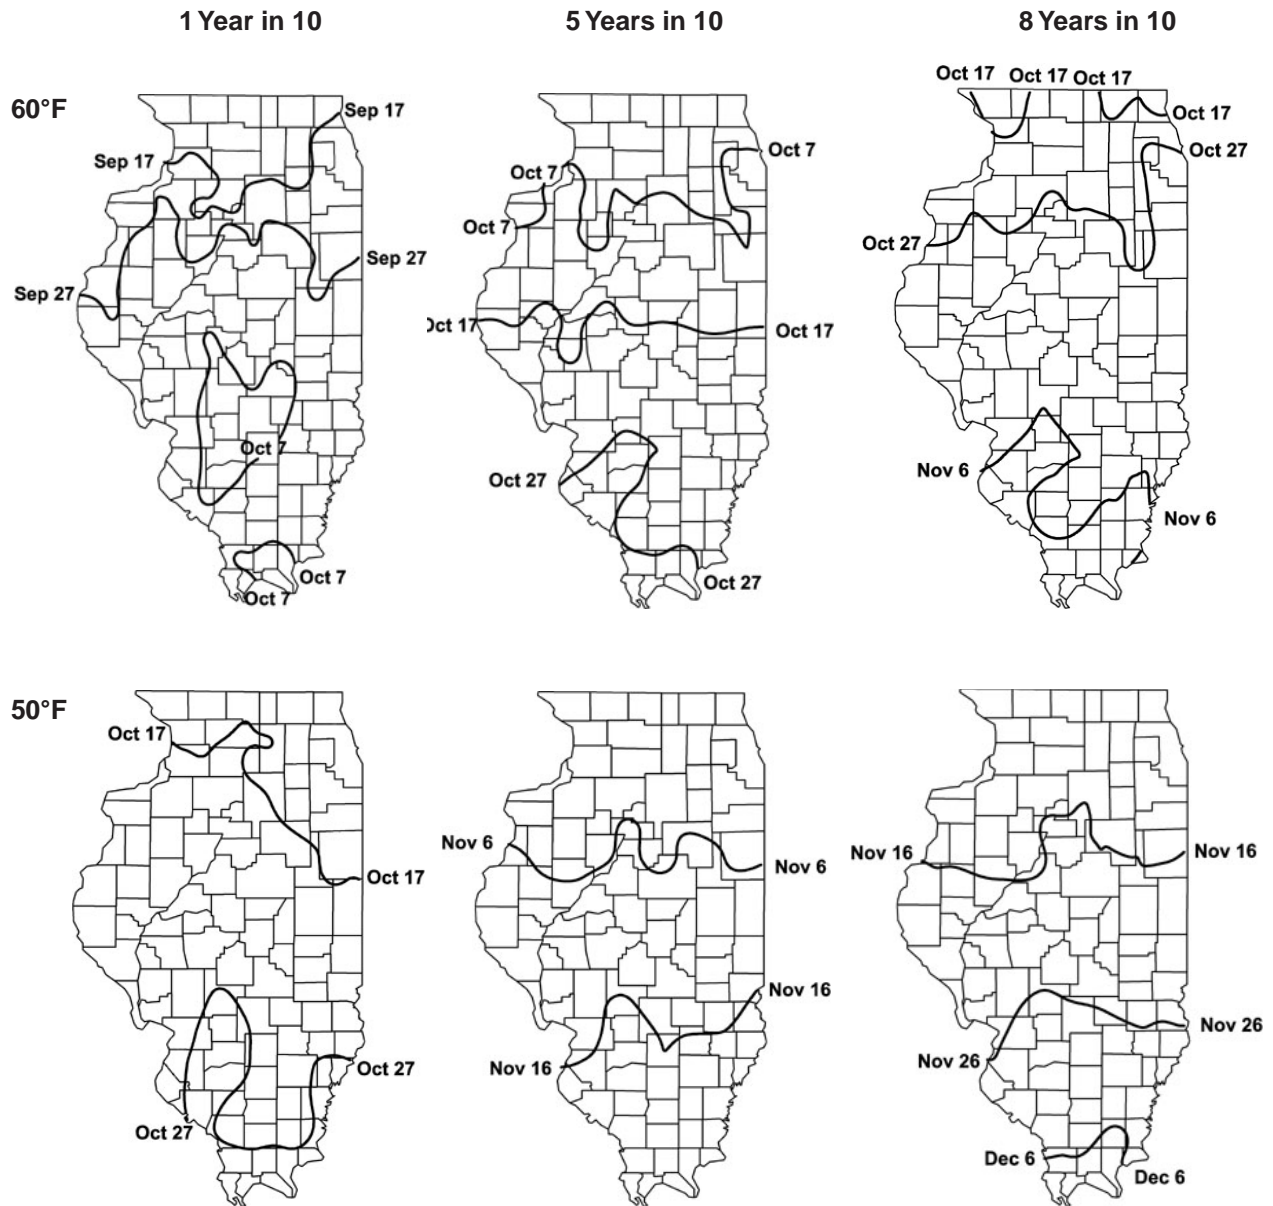 1 Year in 10
5 Years in 10
8 Years in 10
60°F
Sep 17
Sep 17
Sep 27
Sep 27
Oct 7
Oct 7
Oct 7
Oct 7
Oct 7
Oct 7
Oct 17
Oct 17
Oct 27
Oct 27
Oct 17 Oct 17 Oct 17
Oct 17
Oct 27
Oct 27
Nov 6
Nov 6
50°F
Oct 17
Oct 17
Oct 27
Oct 27
Nov 6
Nov 6
Nov 16
Nov 16
Nov 16
Nov 16
Nov 26
Nov 26
Dec 6
Dec 6